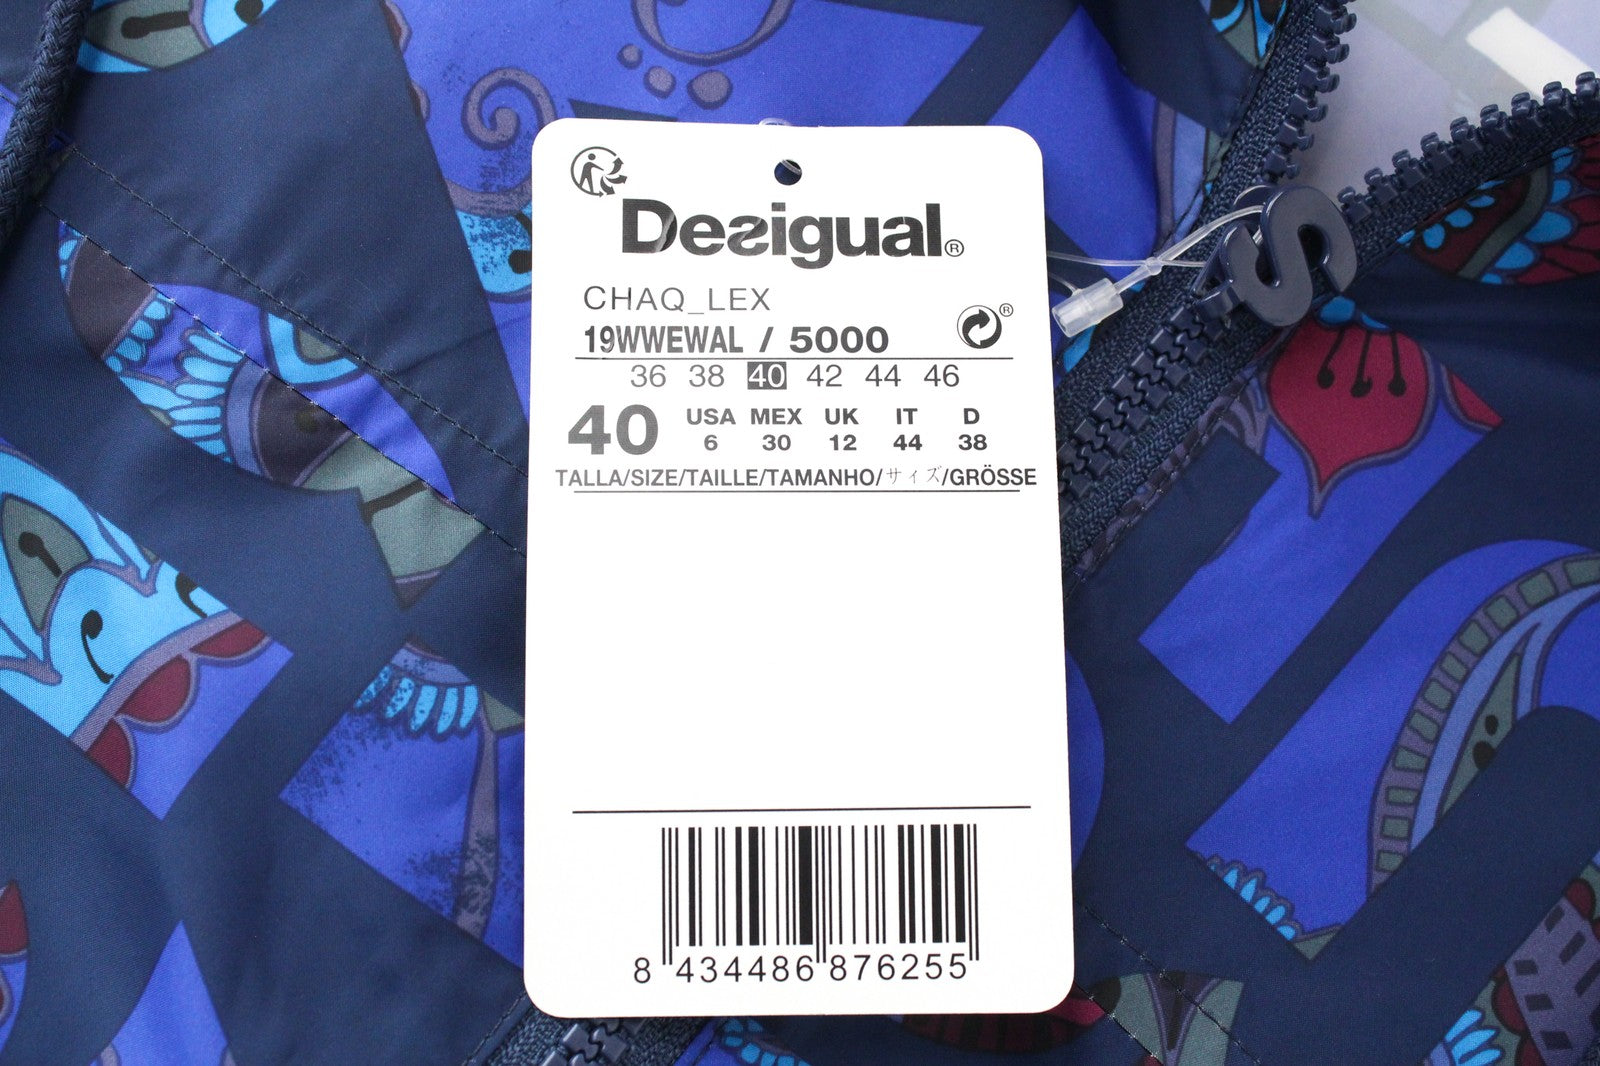 Desigual®
CHAQ_LEX
19WWEWAL / 5000
®
36 38 40 42 44 46
40
USA MEX UK IT D
6 30 12 44 38
TALLA/SIZE/TAILLE/TAMANHO/サイズ/GRÖSSE
8 434486 876255